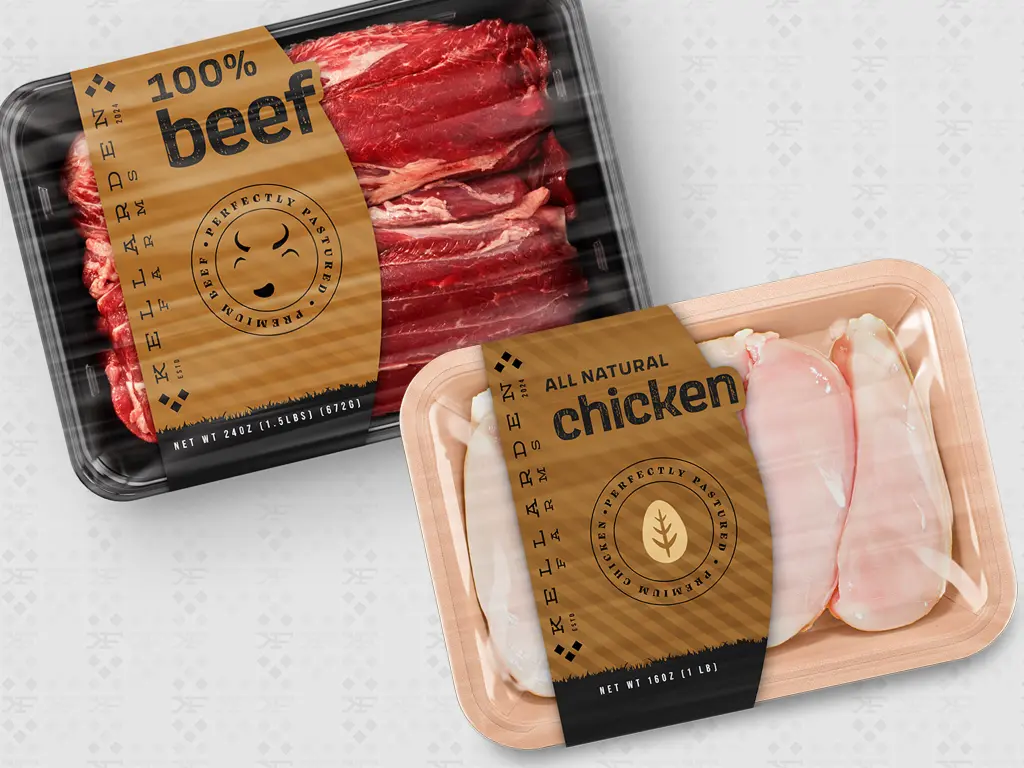 100%
beef
KELLARDEN
FARMS
ESTD
2024
PERFECTLY PASTURED • PREMIUM BEEF •
NET WT 24OZ (1.5LBS) (672G)
ALL NATURAL
chicken
KELLARDEN
FARMS
ESTD
2024
PERFECTLY PASTURED • PREMIUM CHICKEN •
NET WT 16OZ (1 LB)